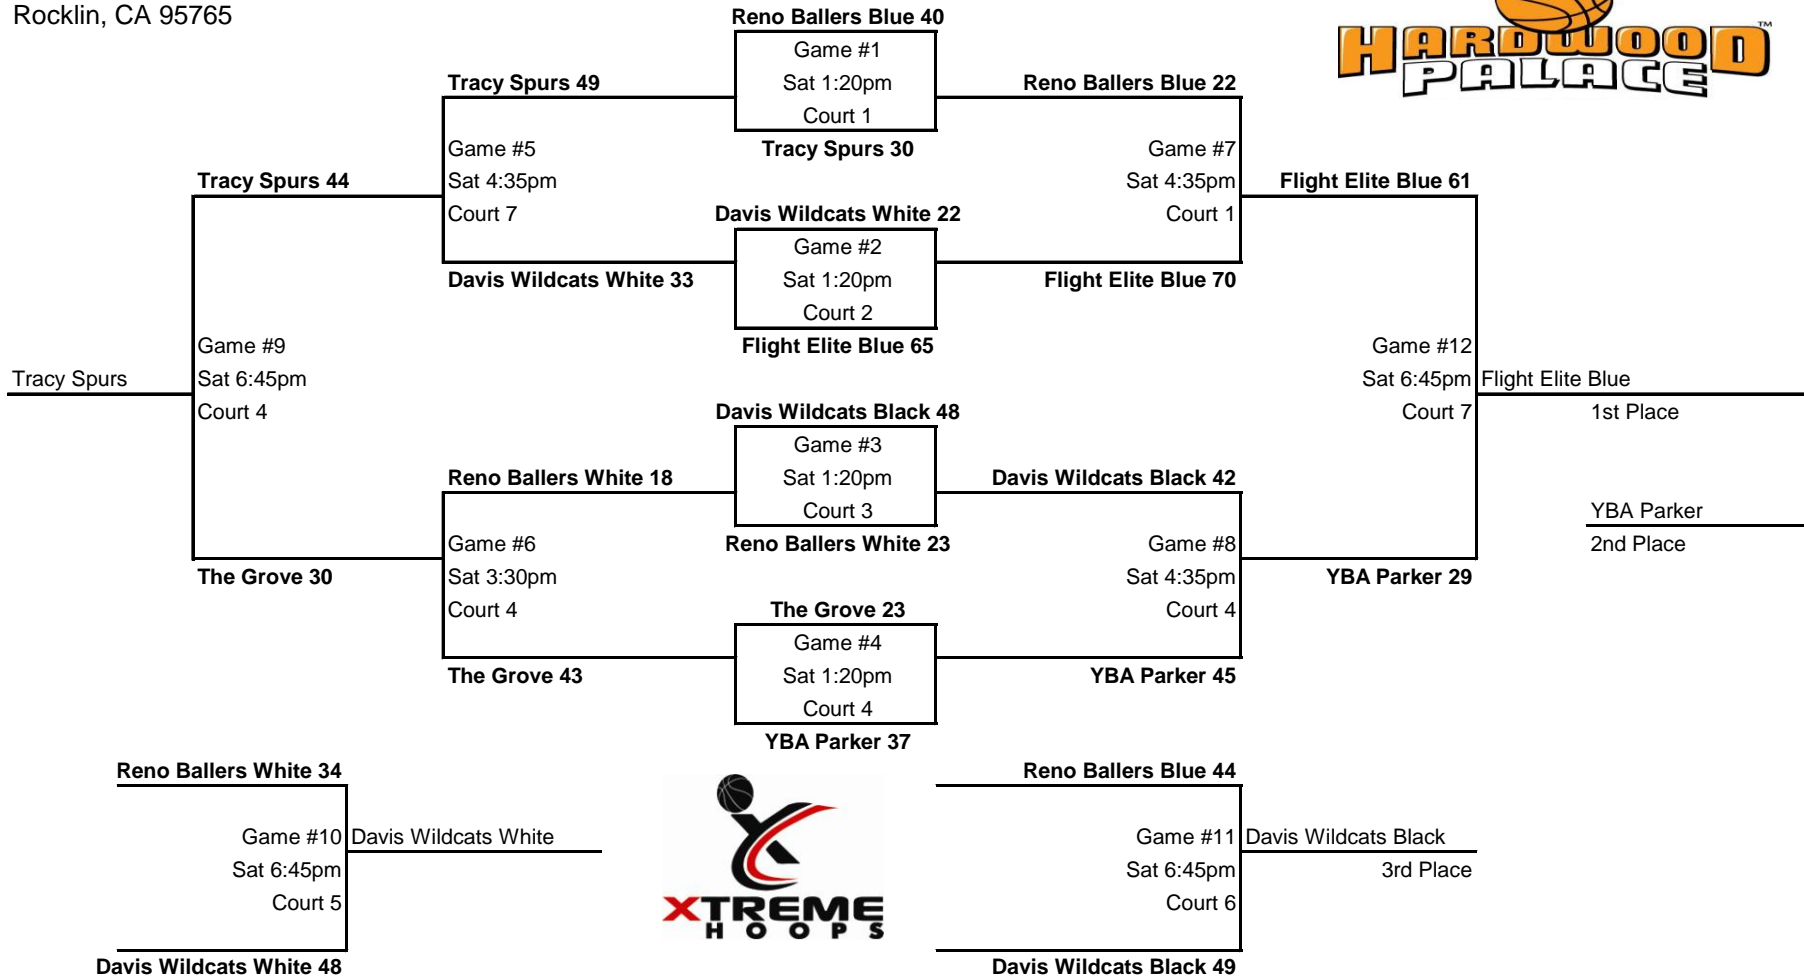 Rocklin, CA 95765
HARDWOOD
PALACE
TM
Reno Ballers Blue 40
Game #1
Sat 1:20pm
Court 1
Tracy Spurs 30
Tracy Spurs 49
Game #5
Sat 4:35pm
Court 7
Davis Wildcats White 33
Reno Ballers Blue 22
Game #7
Sat 4:35pm
Court 1
Flight Elite Blue 70
Davis Wildcats White 22
Game #2
Sat 1:20pm
Court 2
Flight Elite Blue 65
Tracy Spurs 44
Game #9
Sat 6:45pm
Court 4
The Grove 30
Tracy Spurs
Flight Elite Blue 61
Game #12
Sat 6:45pm
Court 7
YBA Parker 29
Flight Elite Blue
1st Place
YBA Parker
2nd Place
Davis Wildcats Black 48
Game #3
Sat 1:20pm
Court 3
Reno Ballers White 23
Reno Ballers White 18
Game #6
Sat 3:30pm
Court 4
The Grove 43
Davis Wildcats Black 42
Game #8
Sat 4:35pm
Court 4
YBA Parker 45
The Grove 23
Game #4
Sat 1:20pm
Court 4
YBA Parker 37
Reno Ballers White 34
Game #10
Sat 6:45pm
Court 5
Davis Wildcats White 48
Davis Wildcats White
XTREME
HOOPS
Reno Ballers Blue 44
Game #11
Sat 6:45pm
Court 6
Davis Wildcats Black 49
Davis Wildcats Black
3rd Place